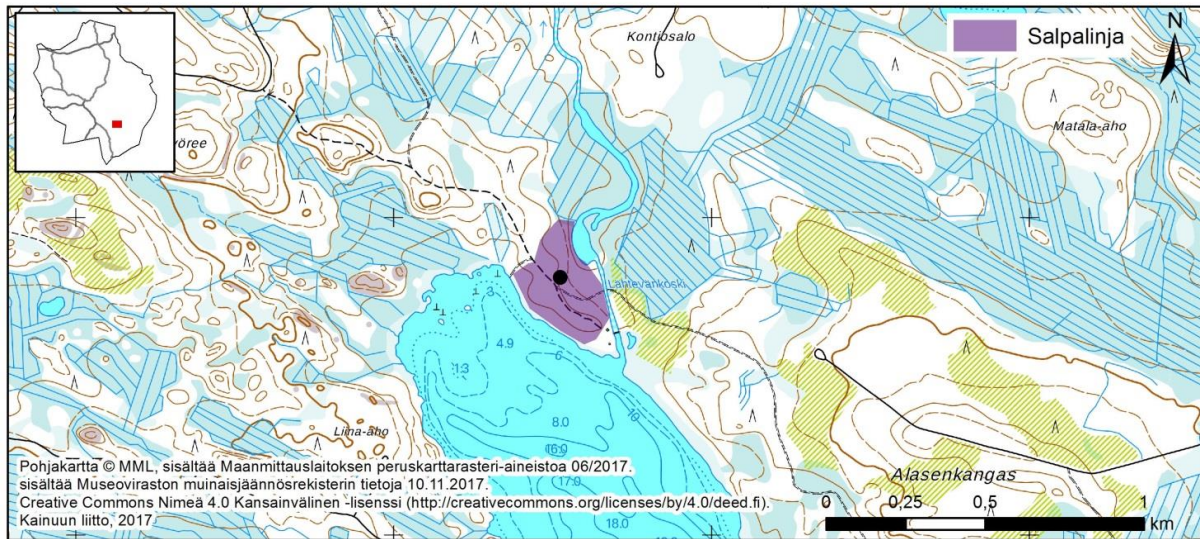 Kontiosalo
N
Salpalinja
Matala-aho
Lahtevankoski
3
4.9
6
1.3
10
8.0
16.0
17.0
18.0
Liina-aho
Alasenkangas
Pohjakartta © MML, sisältää Maanmittauslaitoksen peruskarttarasteri-aineistoa 06/2017.
sisältää Museoviraston muinaisjäännösrekisterin tietoja 10.11.2017.
Creative Commons Nimeä 4.0 Kansainvälinen -lisenssi (http://creativecommons.org/licenses/by/4.0/deed.fi).
Kainuun liitto, 2017
0 0,25 0,5 1
km